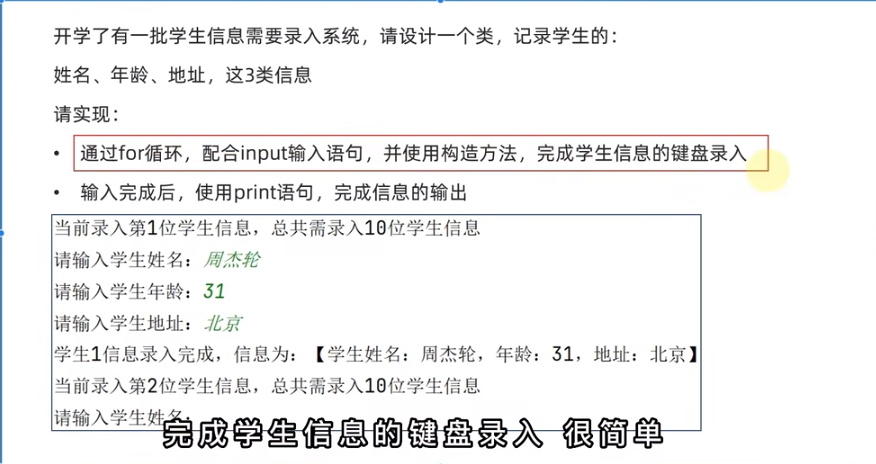 开学了有一批学生信息需要录入系统，请设计一个类，记录学生的：
姓名、年龄、地址，这3类信息
请实现：
• 通过for循环，配合input输入语句，并使用构造方法，完成学生信息的键盘录入
• 输入完成后，使用print语句，完成信息的输出
当前录入第1位学生信息，总共需录入10位学生信息
请输入学生姓名：周杰轮
请输入学生年龄：31
请输入学生地址：北京
学生1信息录入完成，信息为：【学生姓名：周杰轮，年龄：31，地址：北京】
当前录入第2位学生信息，总共需录入10位学生信息
请输入学生姓名：
完成学生信息的键盘录入 很简单